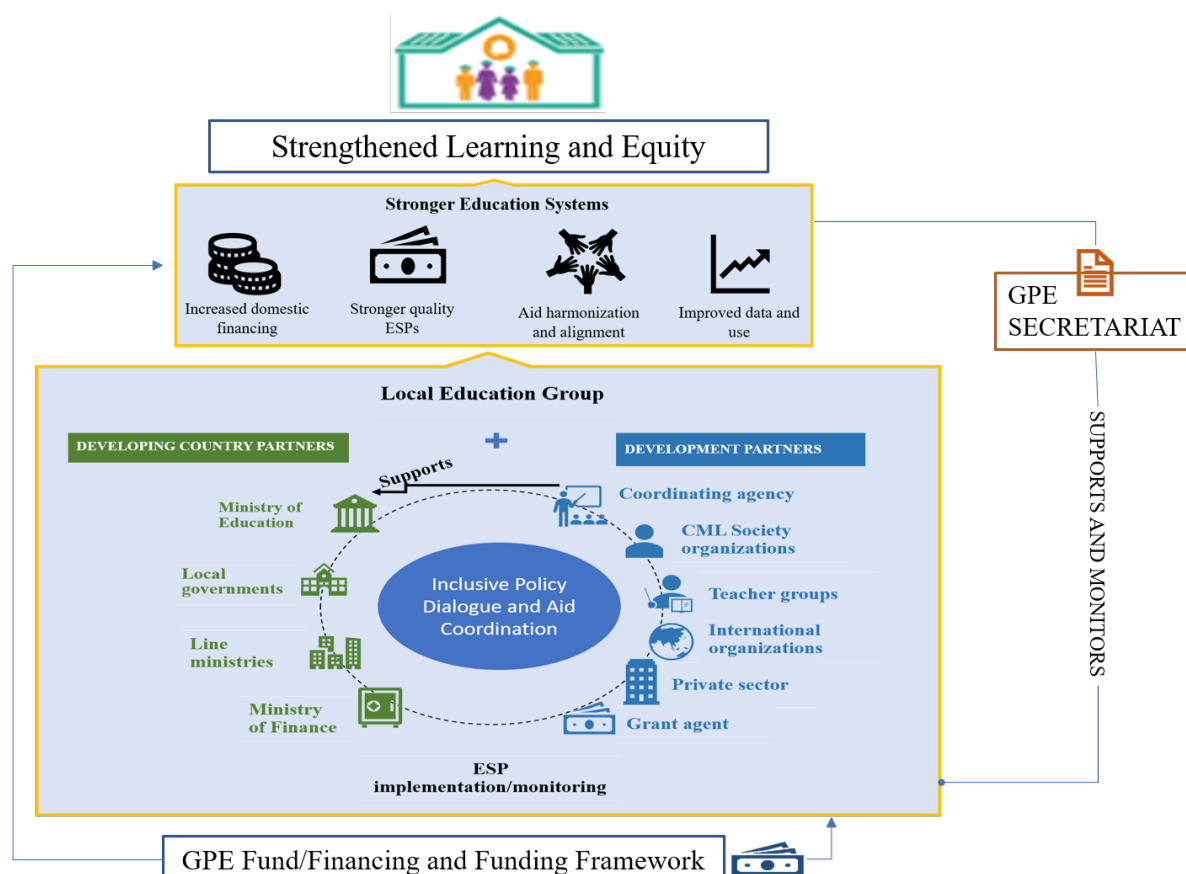 Strengthened Learning and Equity
Stronger Education Systems
Increased domestic
financing
Stronger quality
ESPs
Aid harmonization
and alignment
Improved data and
use
GPE
SECRETARIAT
SUPPORTS AND MONITORS
Local Education Group
DEVELOPING COUNTRY PARTNERS
+
DEVELOPMENT PARTNERS
Supports
Ministry of
Education
Local
governments
Line
ministries
Ministry
of Finance
Inclusive Policy
Dialogue and Aid
Coordination
Coordinating agency
CML Society
organizations
Teacher groups
International
organizations
Private sector
Grant agent
ESP
implementation/monitoring
GPE Fund/Financing and Funding Framework